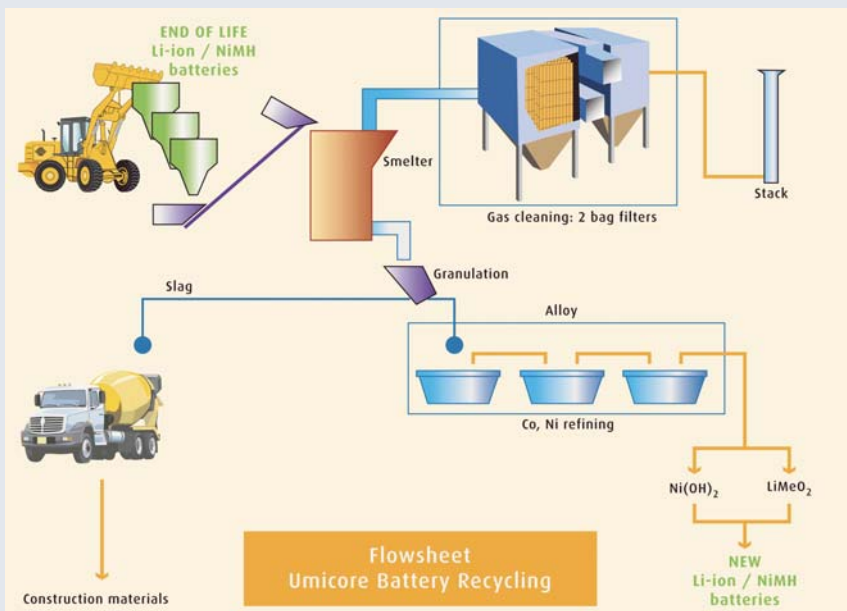 END OF LIFE
Li-ion / NiMH
batteries
Smelter
Gas cleaning: 2 bag filters
Stack
Granulation
Slag
Alloy
Co, Ni refining
Ni(OH)₂
LiMeO₂
NEW
Li-ion / NiMH
batteries
Flowsheet
Umicore Battery Recycling
Construction materials